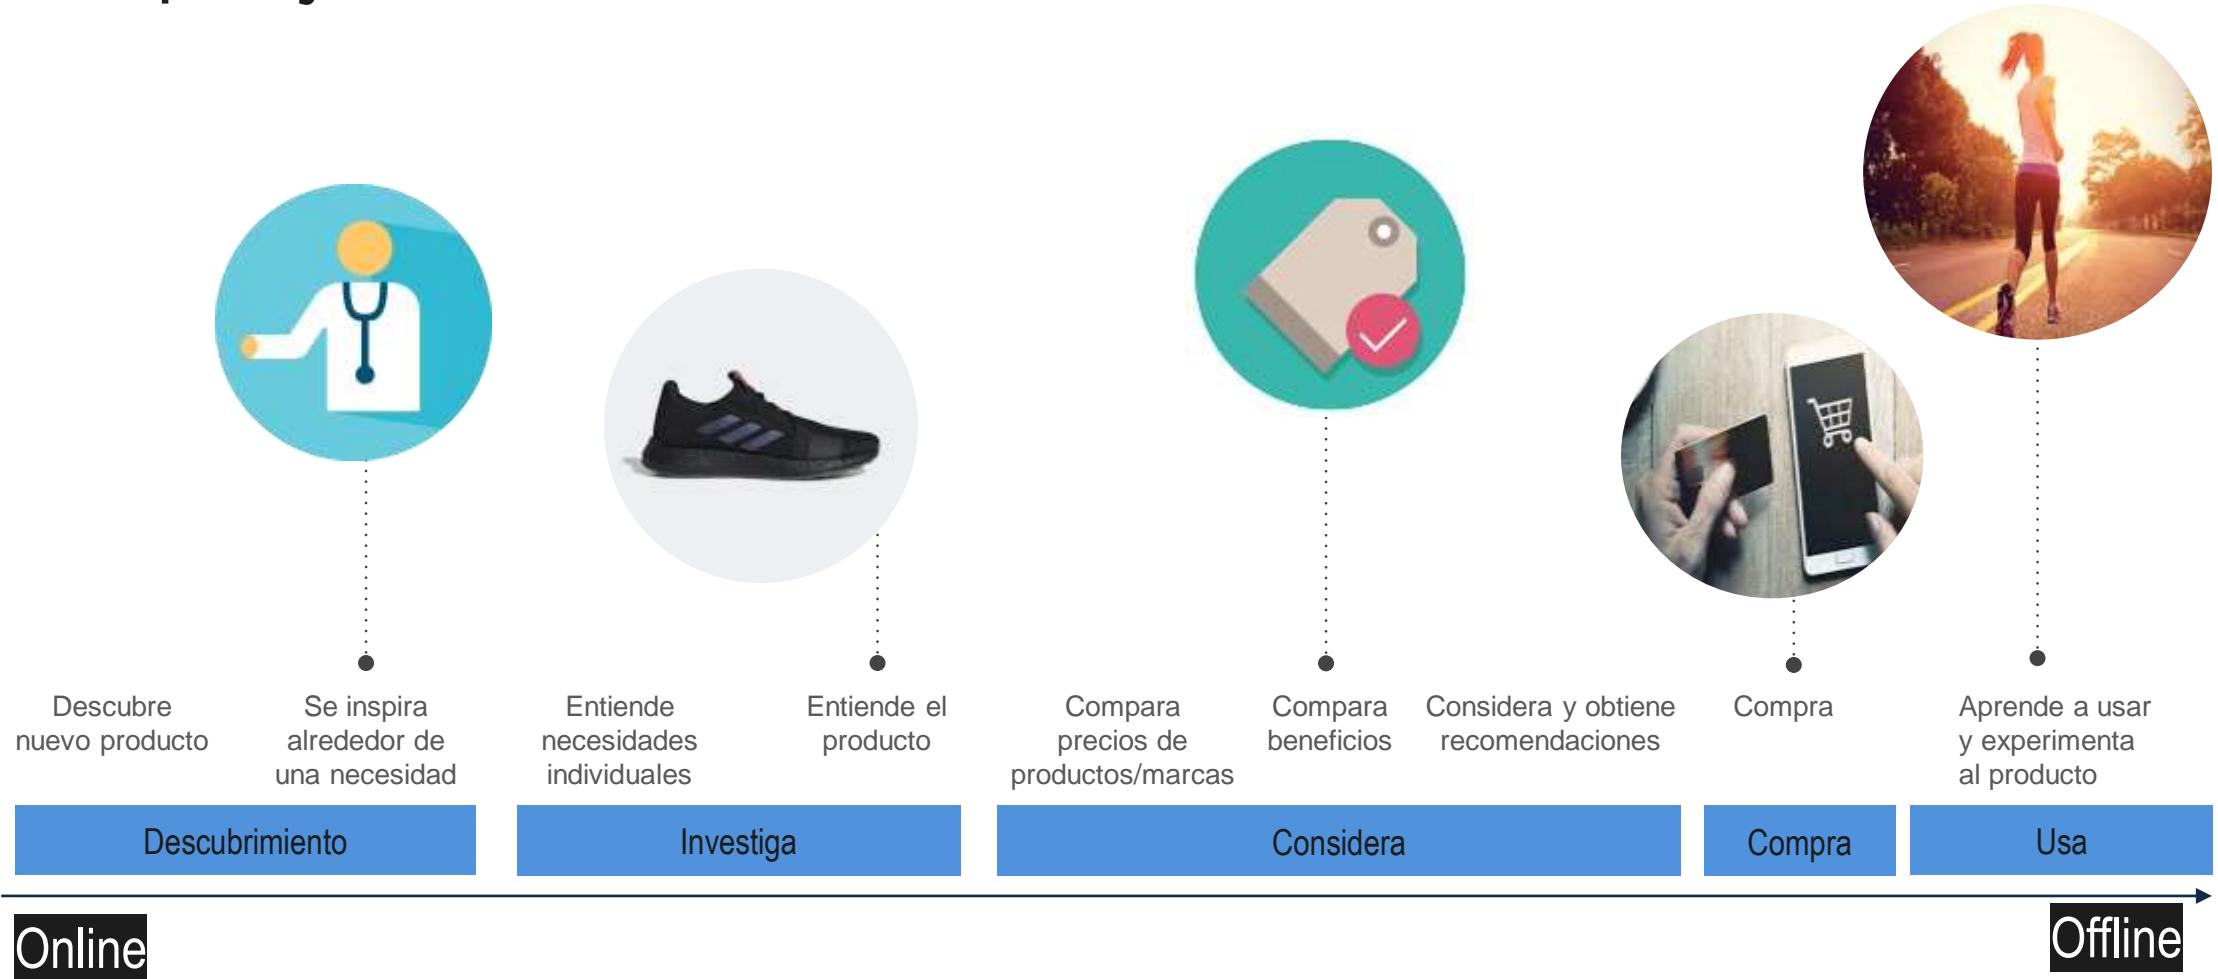 Descubre
nuevo producto
Se inspira
alrededor de
una necesidad
Entiende
necesidades
individuales
Entiende el
producto
Compara
precios de
productos/marcas
Compara
beneficios
Considera y obtiene
recomendaciones
Compra
Aprende a usar
y experimenta
al producto
Descubrimiento
Investiga
Considera
Compra
Usa
Online
Offline